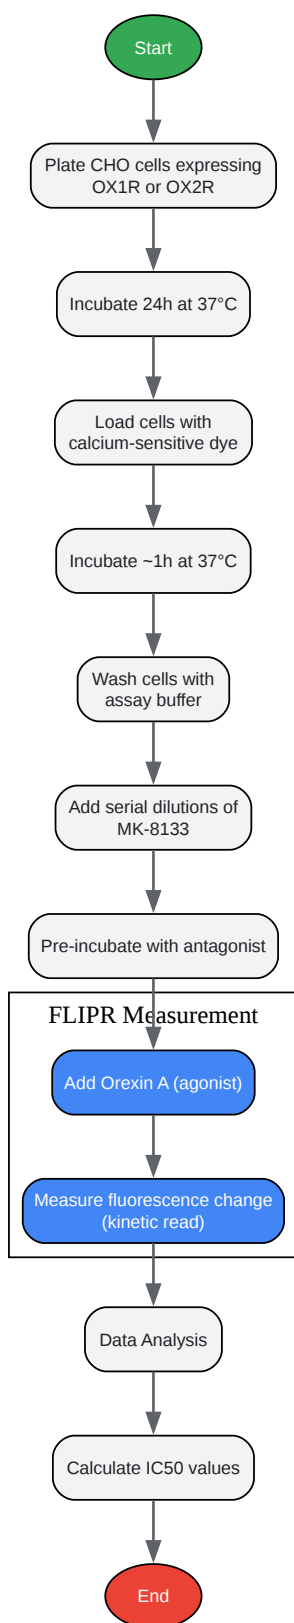 Start
Plate CHO cells expressing
OX1R or OX2R
Incubate 24h at 37°C
Load cells with
calcium-sensitive dye
Incubate ~1h at 37°C
Wash cells with
assay buffer
Add serial dilutions of
MK-8133
Pre-incubate with antagonist
FLIPR Measurement
Add Orexin A (agonist)
Measure fluorescence change
(kinetic read)
Data Analysis
Calculate IC50 values
End